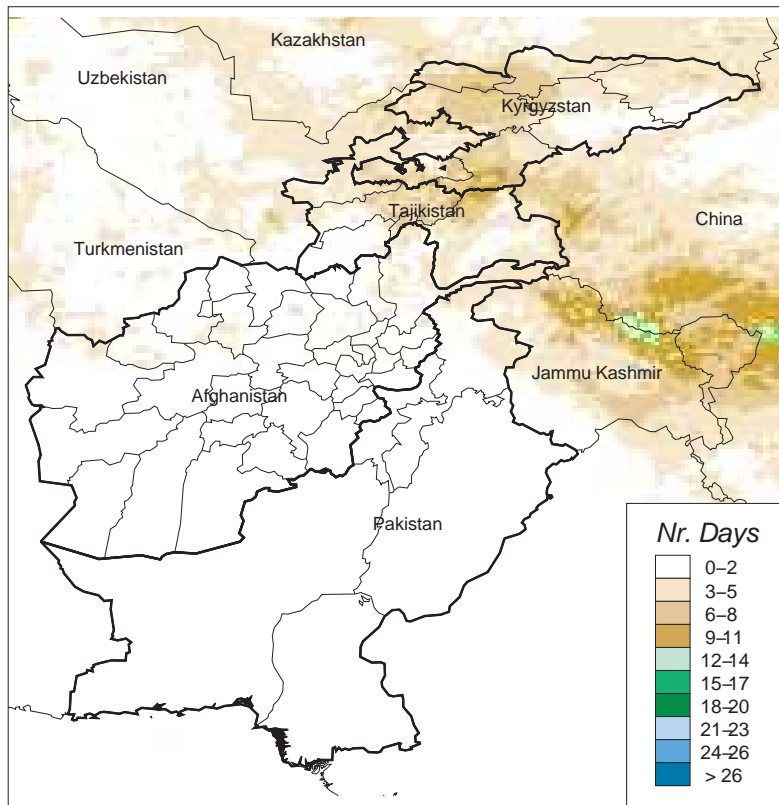 Kazakhstan
Uzbekistan
Kyrgyzstan
Tajikistan
China
Turkmenistan
Jammu Kashmir
Afghanistan
Pakistan
Nr. Days
0–2
3–5
6–8
9–11
12–14
15–17
18–20
21–23
24–26
> 26